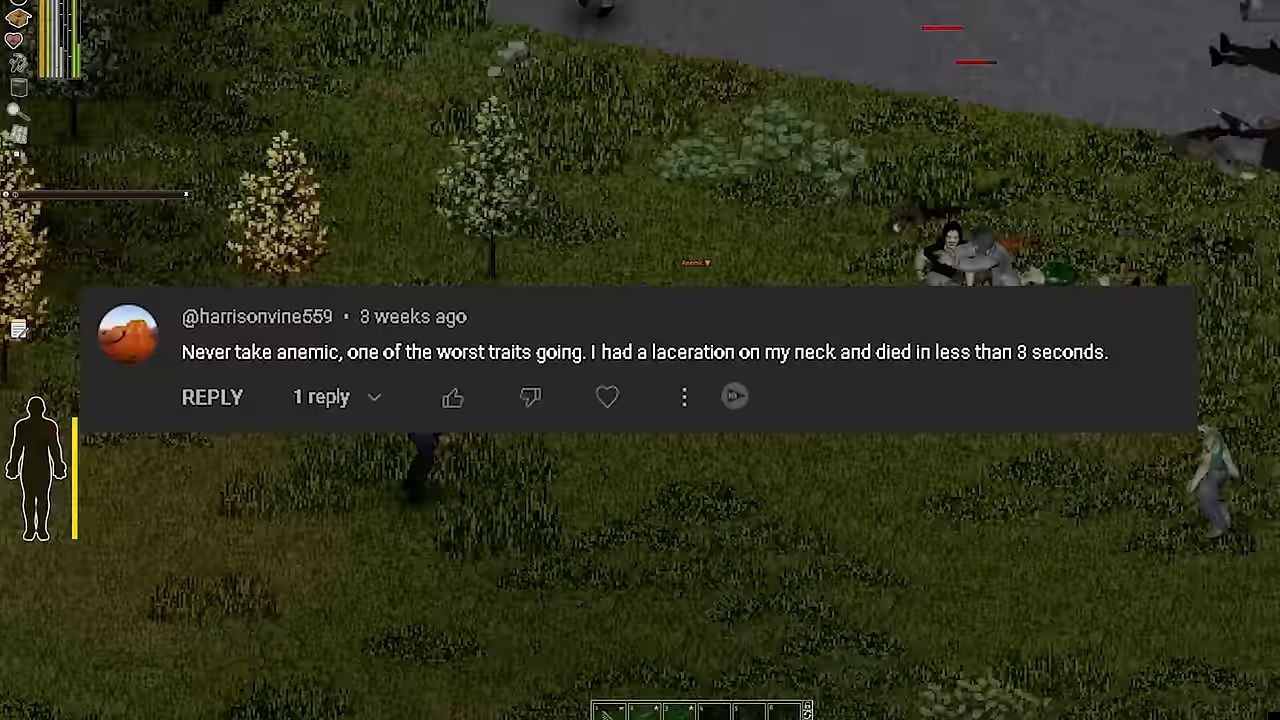 Anemic
@harrisonvine559 · 3 weeks ago
Never take anemic, one of the worst traits going. I had a laceration on my neck and died in less than 3 seconds.
REPLY 1 reply